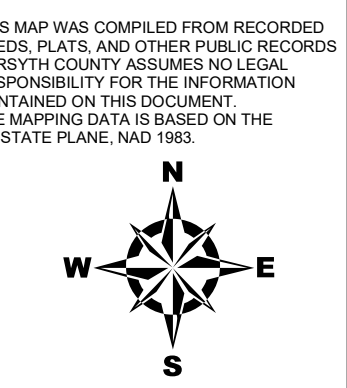 S MAP WAS COMPILED FROM RECORDED
EDS, PLATS, AND OTHER PUBLIC RECORDS
RSYTH COUNTY ASSUMES NO LEGAL
SPONSIBILITY FOR THE INFORMATION
NTAINED ON THIS DOCUMENT.
E MAPPING DATA IS BASED ON THE
STATE PLANE, NAD 1983.
N
W E
S